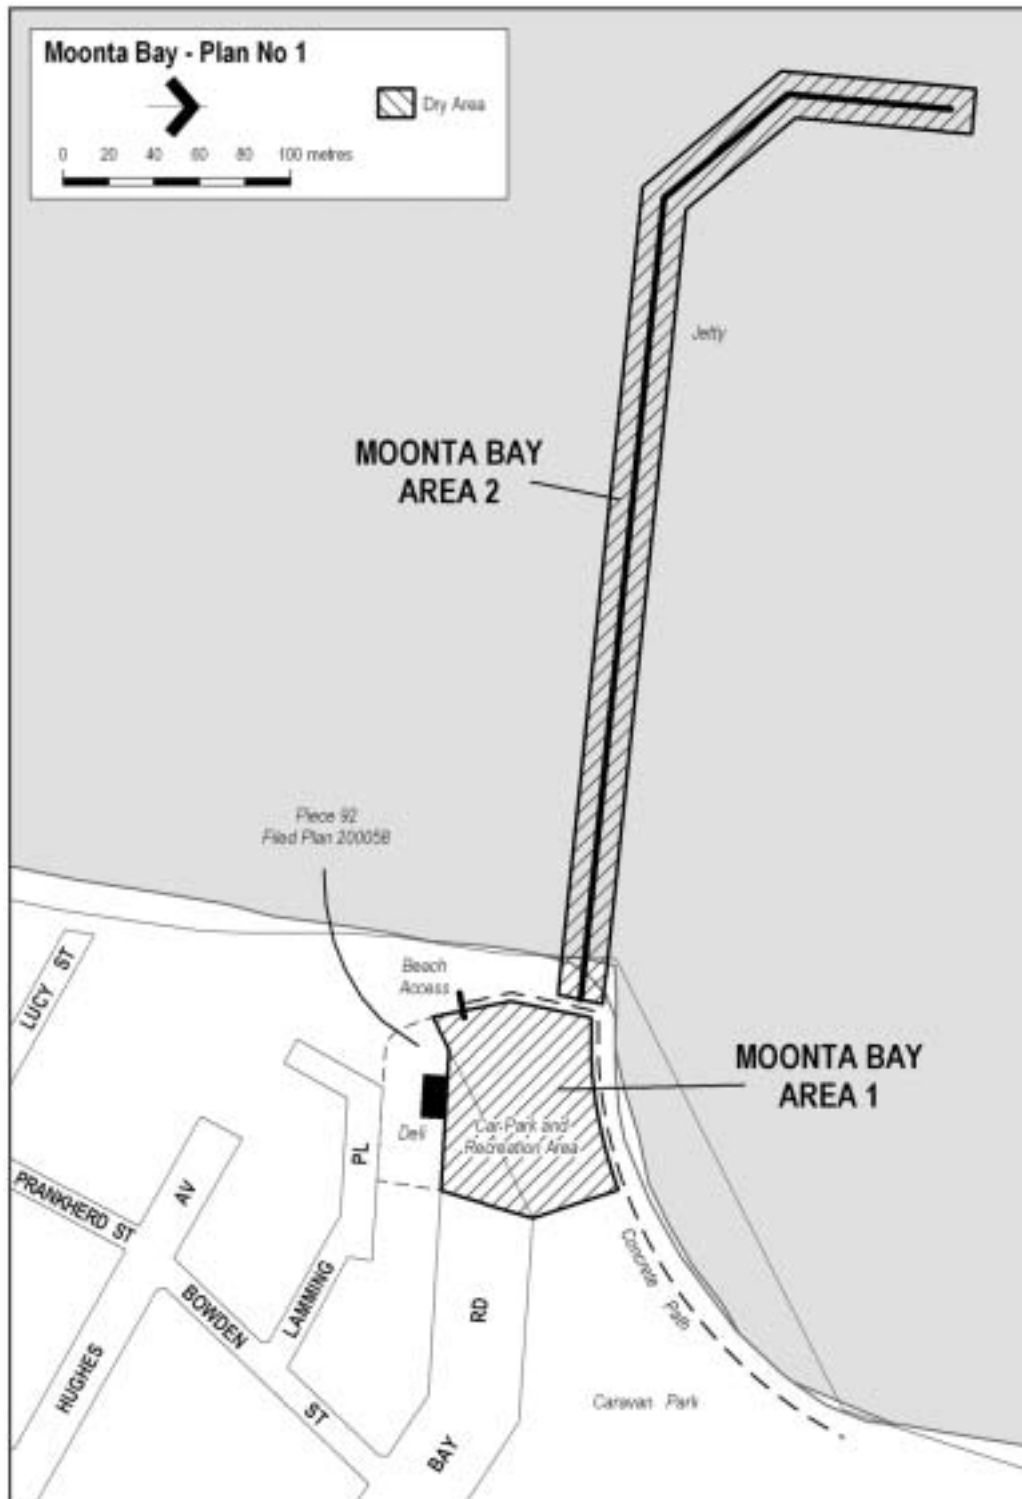 Moonta Bay - Plan No 1
Dry Area
0 20 40 60 80 100 metres
Jetty
MOONTA BAY
AREA 2
Piece 92
Filed Plan 200058
Beach
Access
LUCY ST
MOONTA BAY
AREA 1
Deli
Car Park and
Recreation Area
PL
AV
PRANKHERD ST
LAMMING
BOWDEN
ST
HUGHES
RD
BAY
Concrete Path
Caravan Park